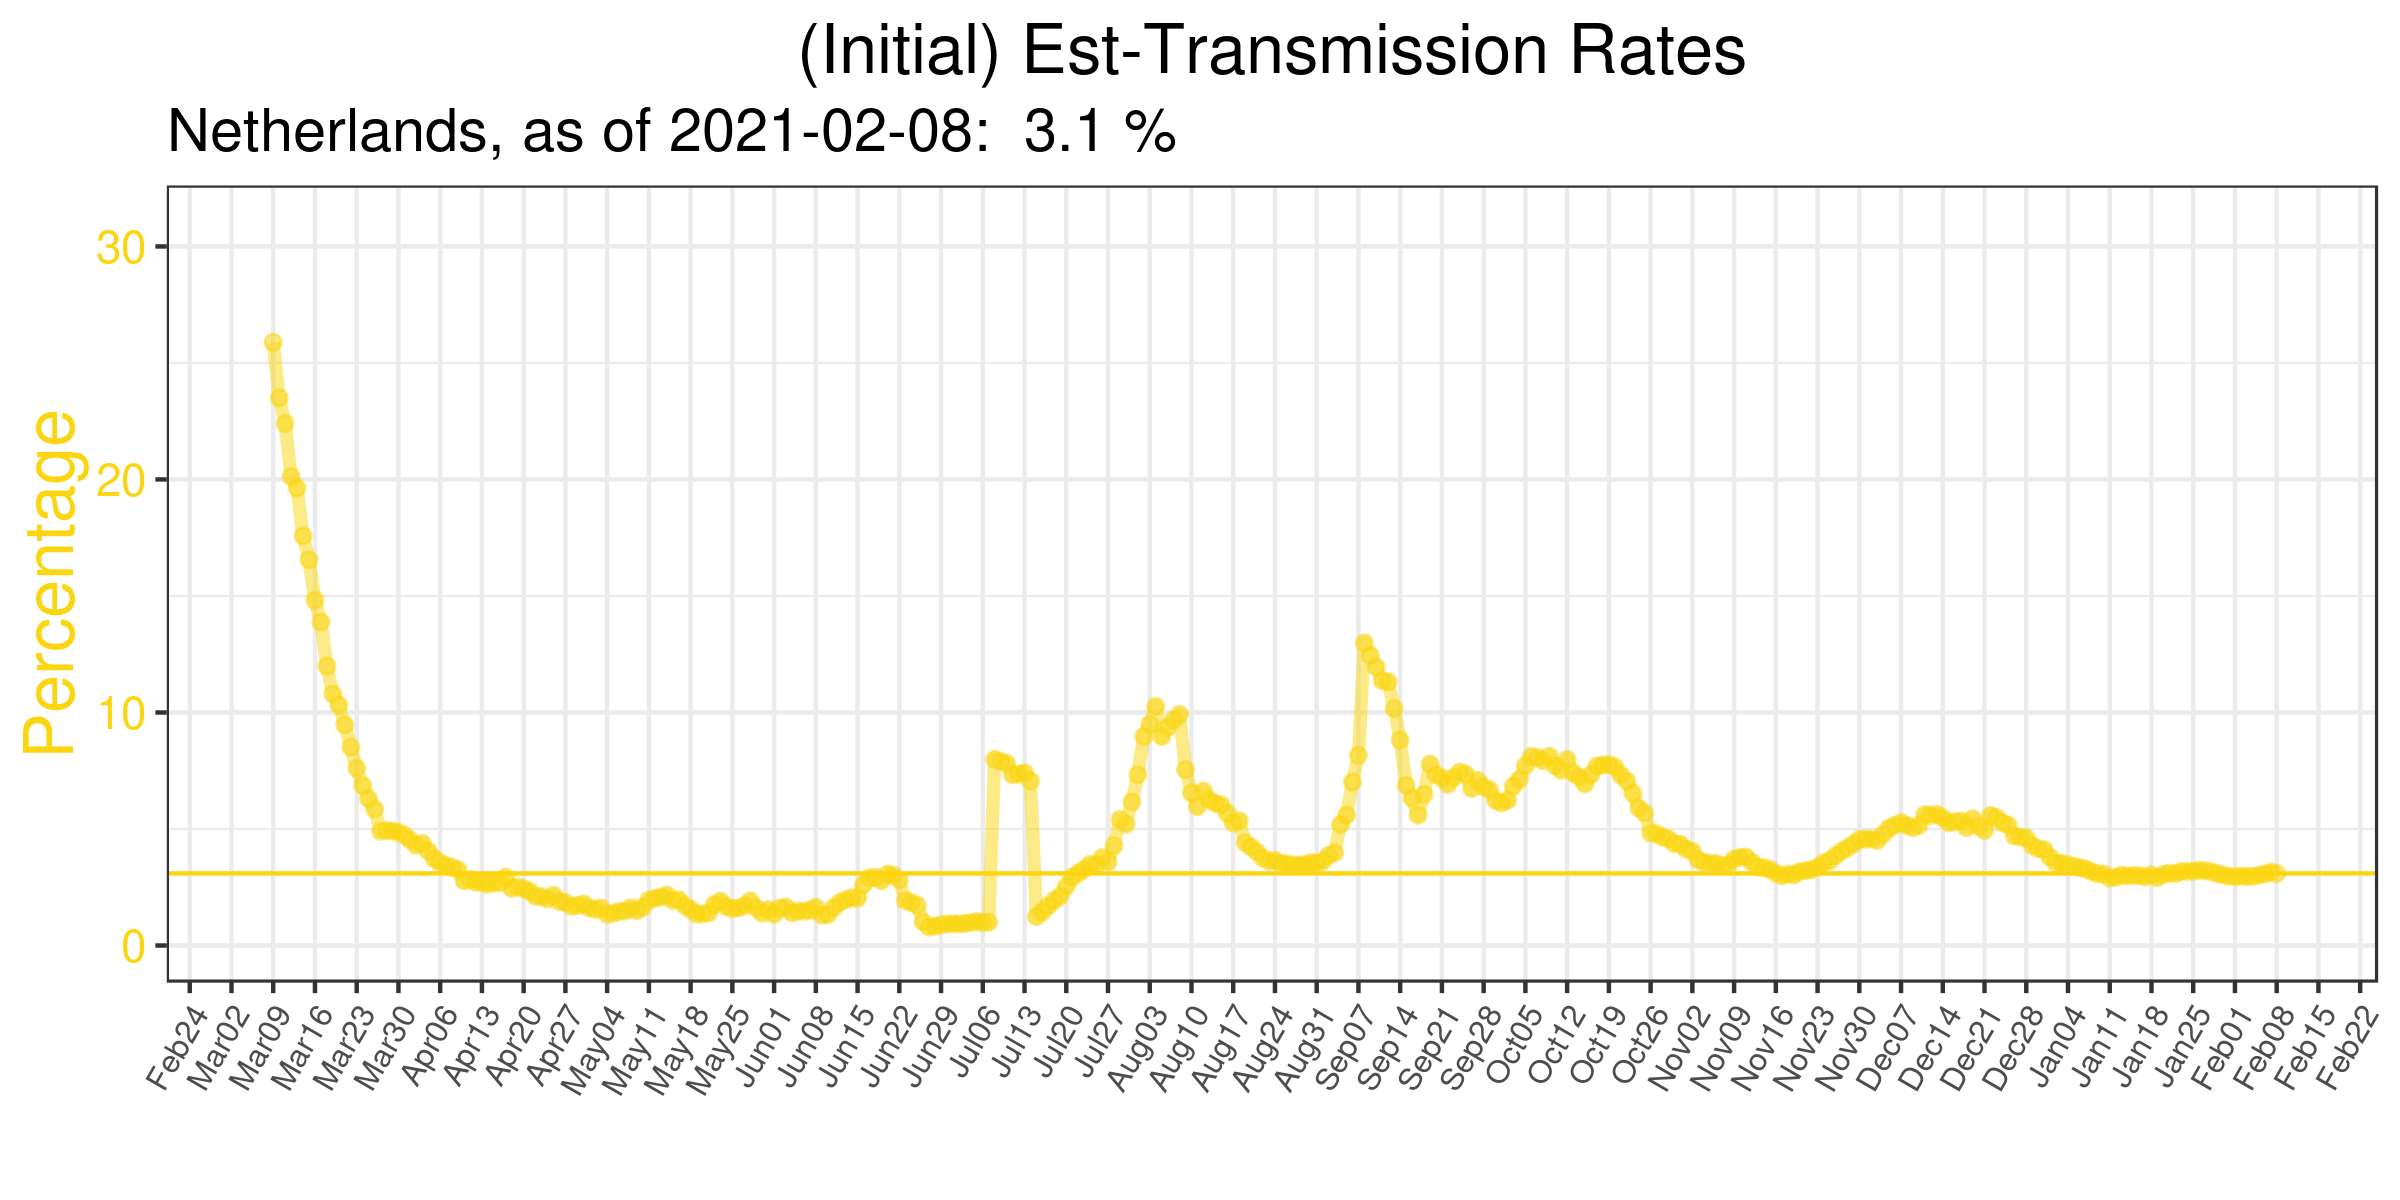 (Initial) Est-Transmission Rates
Netherlands, as of 2021-02-08:  3.1 %
Percentage
30
20
10
0
Feb24
Mar02
Mar09
Mar16
Mar23
Mar30
Apr06
Apr13
Apr20
Apr27
May04
May11
May18
May25
Jun01
Jun08
Jun15
Jun22
Jun29
Jul06
Jul13
Jul20
Jul27
Aug03
Aug10
Aug17
Aug24
Aug31
Sep07
Sep14
Sep21
Sep28
Oct05
Oct12
Oct19
Oct26
Nov02
Nov09
Nov16
Nov23
Nov30
Dec07
Dec14
Dec21
Dec28
Jan04
Jan11
Jan18
Jan25
Feb01
Feb08
Feb15
Feb22